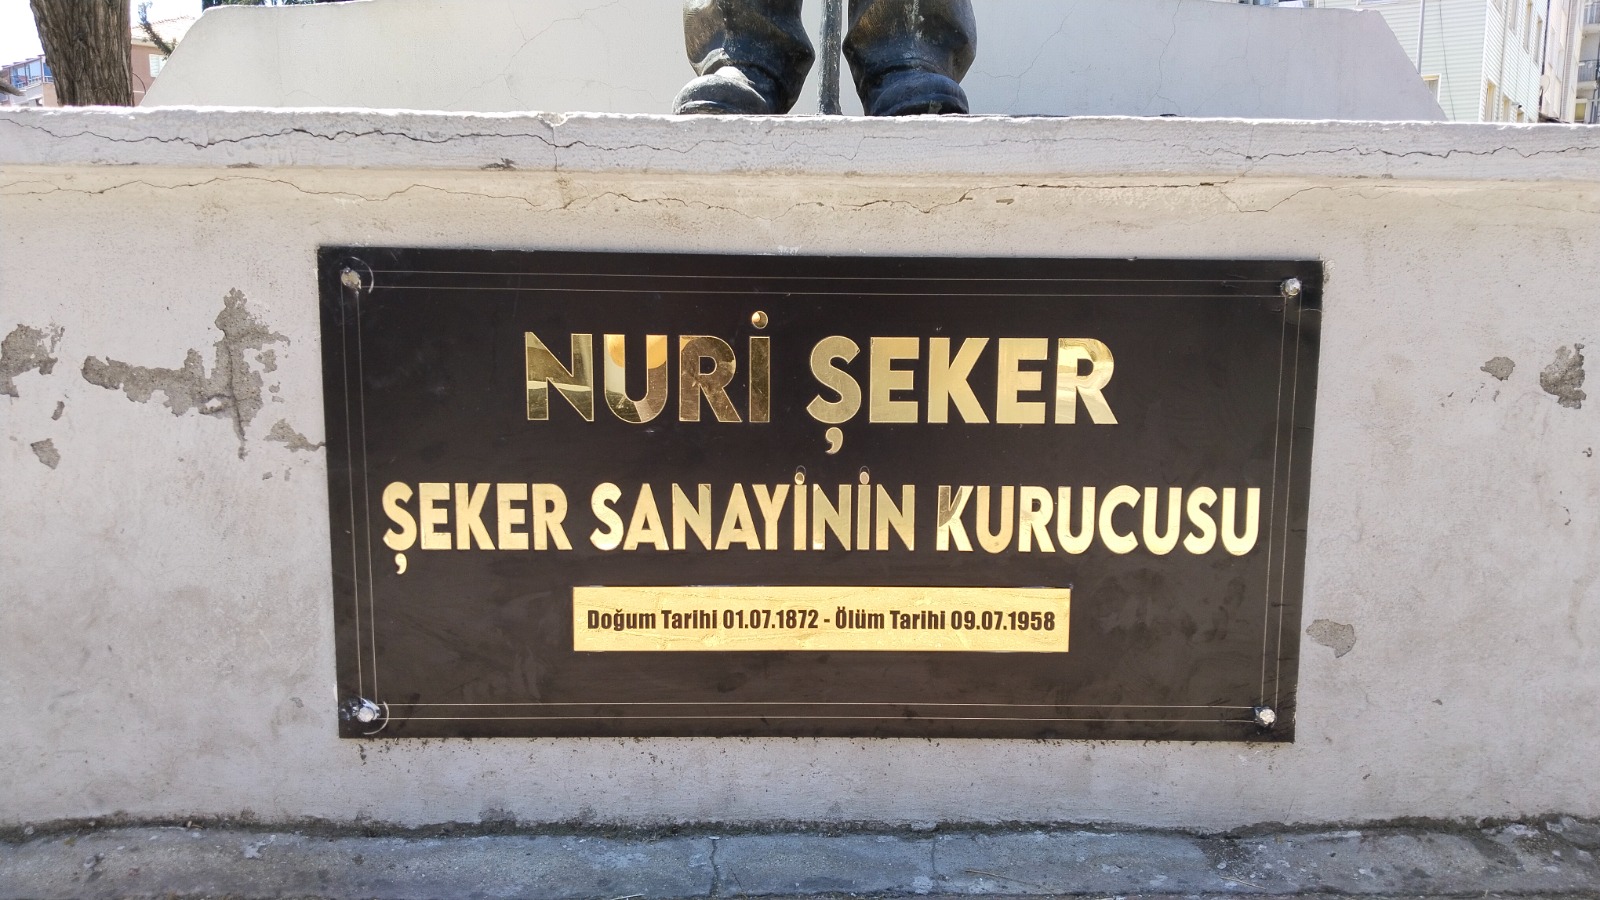 NURİ ŞEKER
ŞEKER SANAYİNİN KURUCUSU
Doğum Tarihi 01.07.1872 - Ölüm Tarihi 09.07.1958